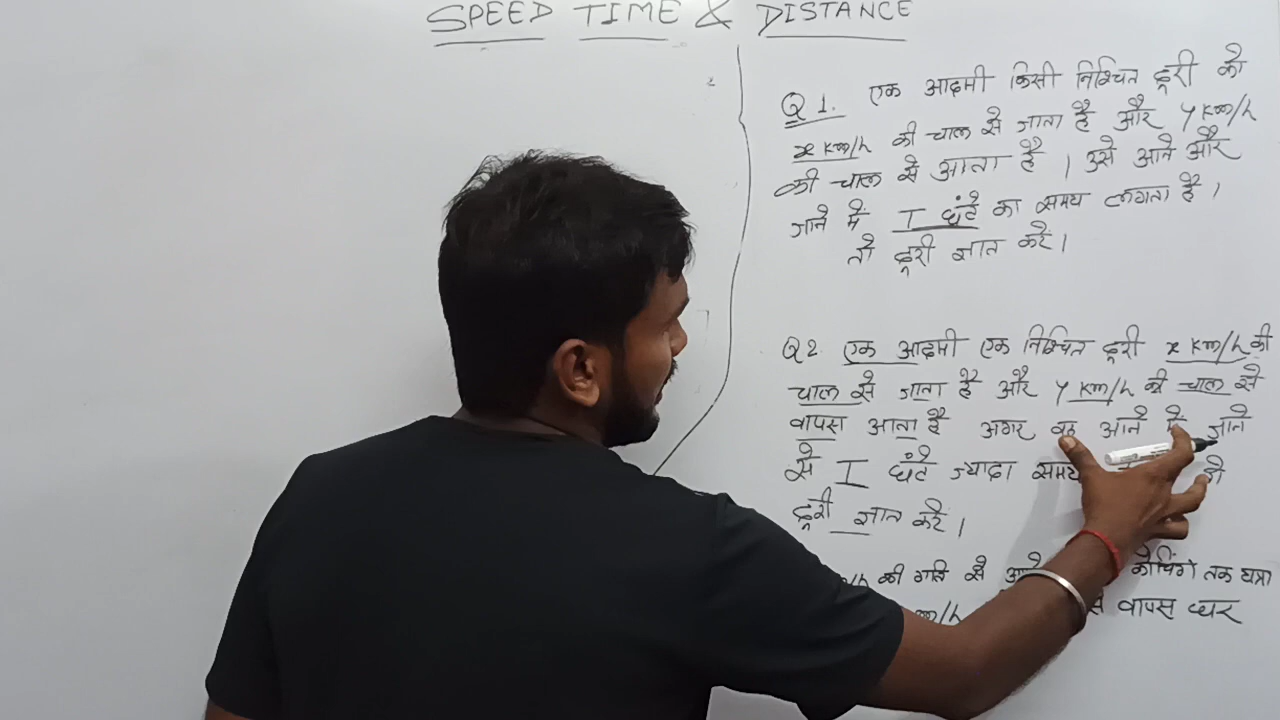 SPEED TIME & DISTANCE
Q 1. एक आदमी किसी निश्चित दूरी को
x Km/h की चाल से जाता है और y Km/h
की चाल से आता है । उसे आने और
जाने में T घंटे का समय लगता है ।
तो दूरी ज्ञात करें ।
Q2 एक आदमी एक निश्चित दूरी x Km/h की
चाल से जाता है और y Km/h की चाल से
वापस आता है अगर वह आने में जाने
से T घंटे ज्यादा समय
दूरी ज्ञात करें ।
/h की गति से कोचिंग तक यात्रा
km/h से वापस घर